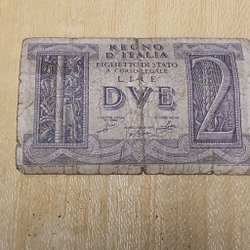 REGNO
D'ITALIA
BIGLIETTO DI STATO
A CORSO LEGALE
LIRE
DVE
2